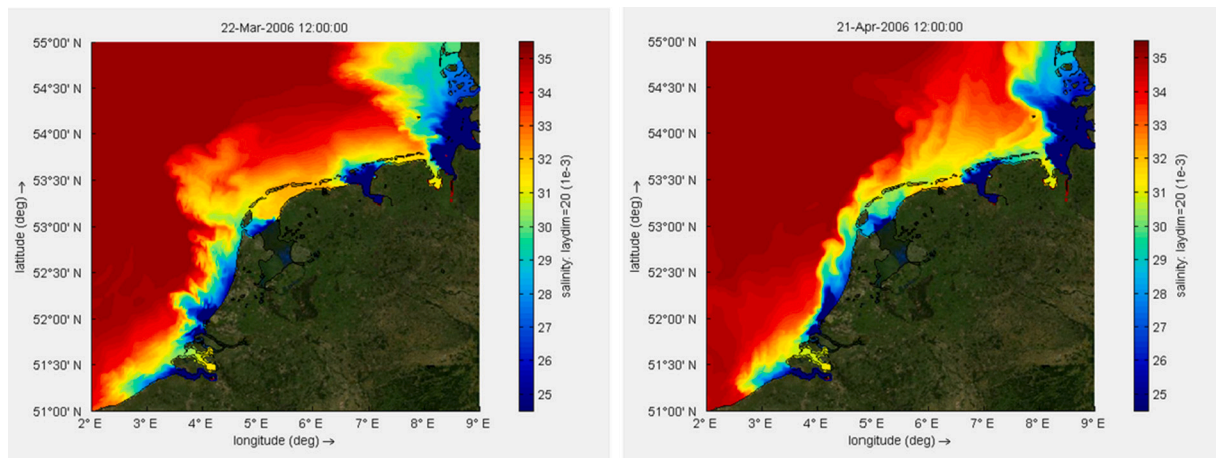 22-Mar-2006 12:00:00
55°00' N
54°30' N
54°00' N
53°30' N
53°00' N
52°30' N
52°00' N
51°30' N
51°00' N
latitude (deg) →
2° E 3° E 4° E 5° E 6° E 7° E 8° E 9° E
longitude (deg) →
35
34
33
32
31
30
29
28
27
26
25
salinity: laydim=20 (1e-3)
21-Apr-2006 12:00:00
55°00' N
54°30' N
54°00' N
53°30' N
53°00' N
52°30' N
52°00' N
51°30' N
51°00' N
latitude (deg) →
2° E 3° E 4° E 5° E 6° E 7° E 8° E 9° E
longitude (deg) →
35
34
33
32
31
30
29
28
27
26
25
salinity: laydim=20 (1e-3)